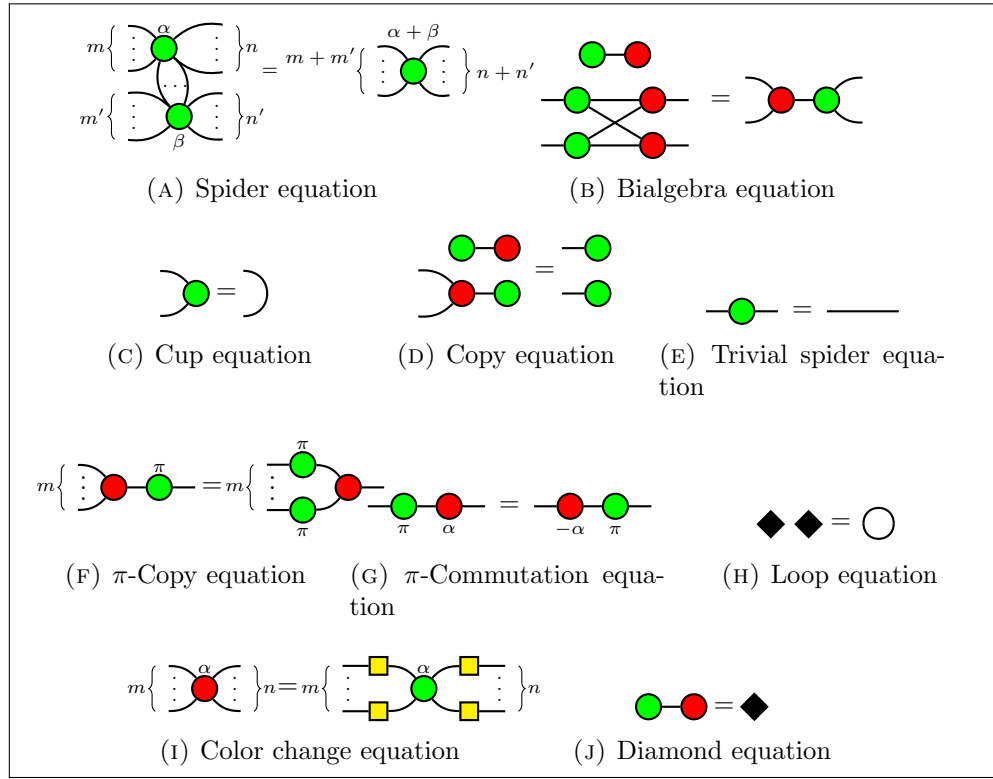 α
m { } n = m + m′ { α + β } n + n′
m′ { } n′
β
=
(A) Spider equation
(B) Bialgebra equation
=
=
=
(C) Cup equation
(D) Copy equation
(E) Trivial spider equa-
tion
m { π = m { π
π
π α = −α π
=
(F) π-Copy equation
(G) π-Commutation equa-
tion
(H) Loop equation
m { α } n = m { α } n
=
(I) Color change equation
(J) Diamond equation